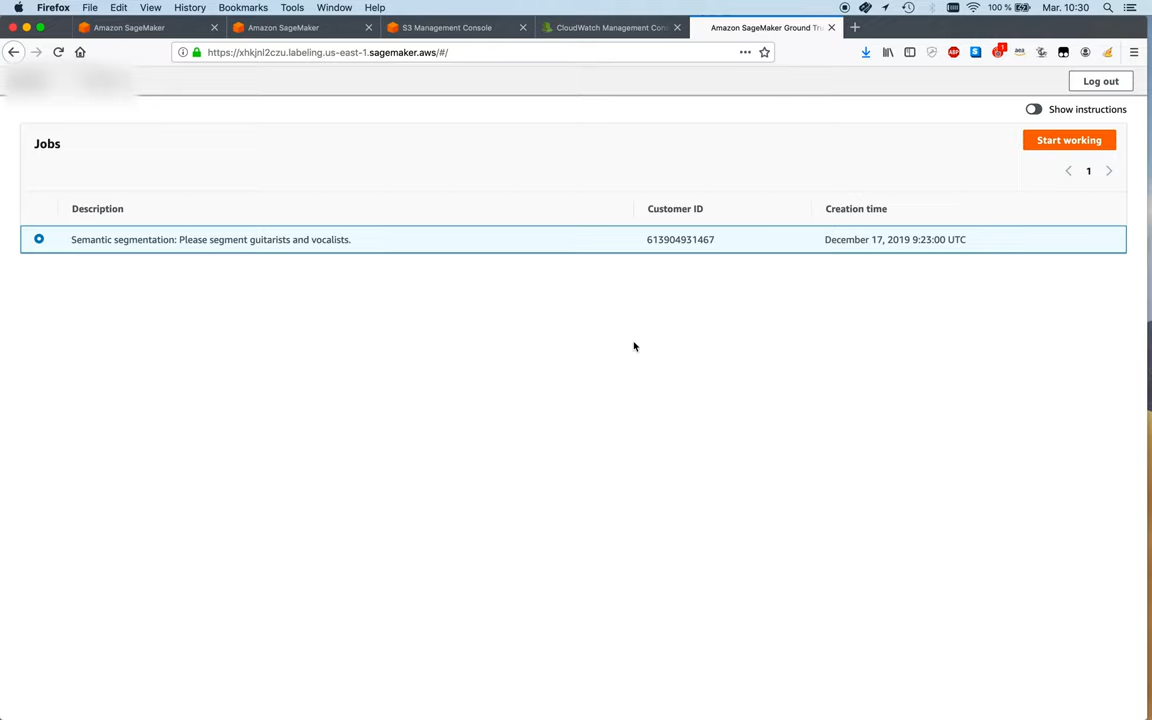 Firefox File Edit View History Bookmarks Tools Window Help 100 % Mar. 10:30
Amazon SageMaker Amazon SageMaker S3 Management Console CloudWatch Management Con Amazon SageMaker Ground Tr
https://xhkjnl2czu.labeling.us-east-1.sagemaker.aws/#/
Log out
Show instructions
Jobs
Start working
1
Description Customer ID Creation time
Semantic segmentation: Please segment guitarists and vocalists. 613904931467 December 17, 2019 9:23:00 UTC